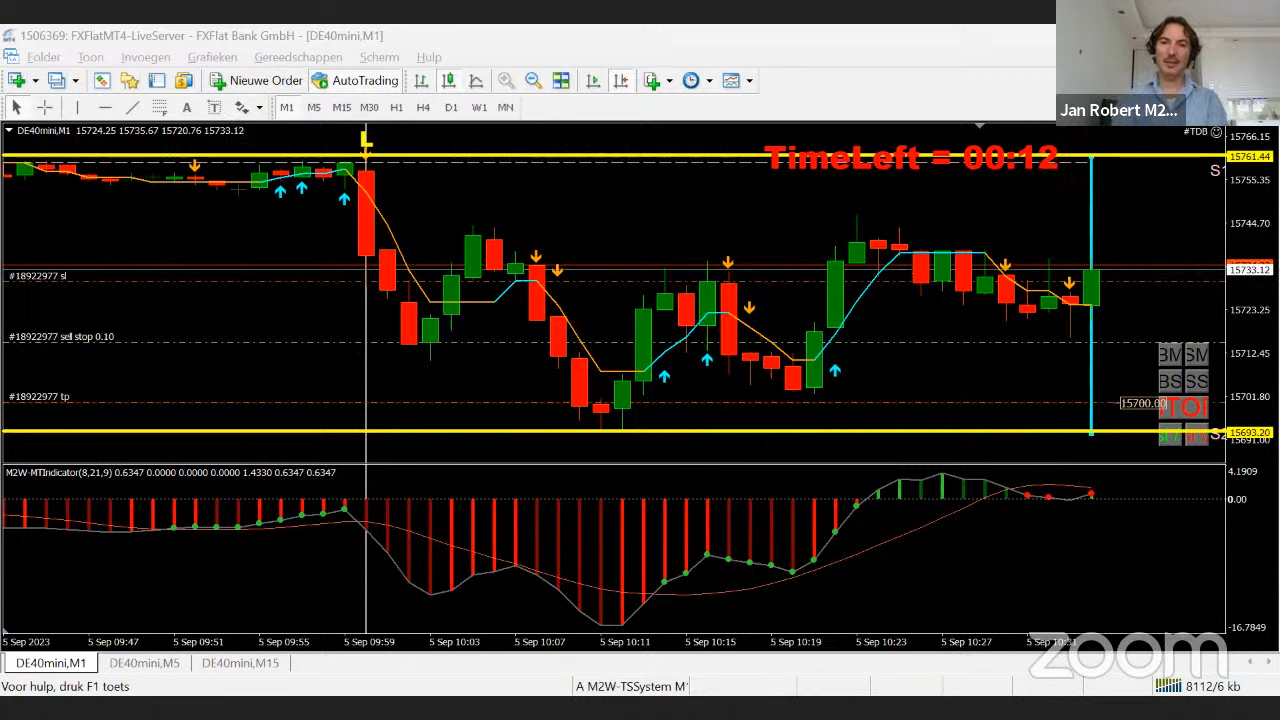 1506369: FXFlatMT4-LiveServer - FXFlat Bank GmbH - [DE40mini,M1]
Folder Toon Invoegen Grafieken Gereedschappen Scherm Hulp
Nieuwe Order AutoTrading
A T M1 M5 M15 M30 H1 H4 D1 W1 MN
Jan Robert M2...
DE40mini,M1 15724.25 15735.67 15720.76 15733.12
#TDB
15766.15
L
TimeLeft = 00:12
15761.44
15755.35
15744.70
#18922977 sl
15733.12
15723.25
#18922977 sell stop 0.10
15712.45
BM SM
BS SS
#18922977 tp
15700.00
15701.80
15693.20
15691.00
M2W-MTIndicator(8,21,9) 0.6347 0.0000 0.0000 1.4330 0.6347 0.6347
4.1909
0.00
-16.7849
5 Sep 2023 5 Sep 09:47 5 Sep 09:51 5 Sep 09:55 5 Sep 09:59 5 Sep 10:03 5 Sep 10:07 5 Sep 10:11 5 Sep 10:15 5 Sep 10:19 5 Sep 10:23 5 Sep 10:27 5 Sep 10:31
zoom
DE40mini,M1 DE40mini,M5 DE40mini,M15
Voor hulp, druk F1 toets
A M2W-TSSystem M
8112/6 kb